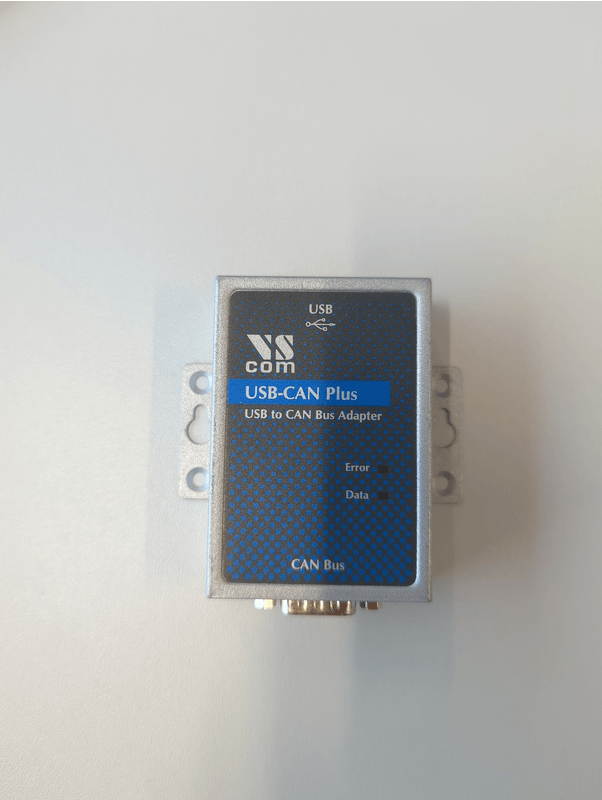 USB
VS
com
USB-CAN Plus
USB to CAN Bus Adapter
Error
Data
CAN Bus